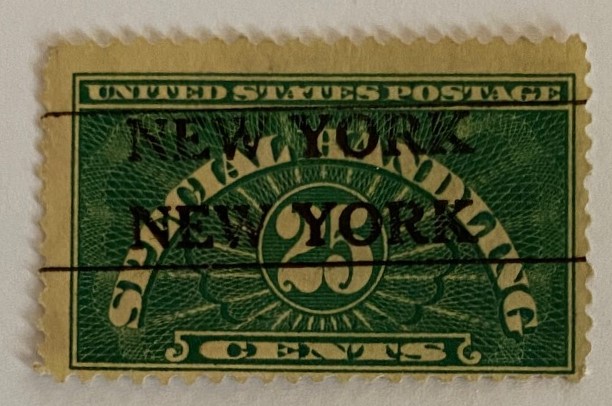 UNITED STATES POSTAGE
NEW YORK
SPECIAL HANDLING
NEW YORK
25
CENTS